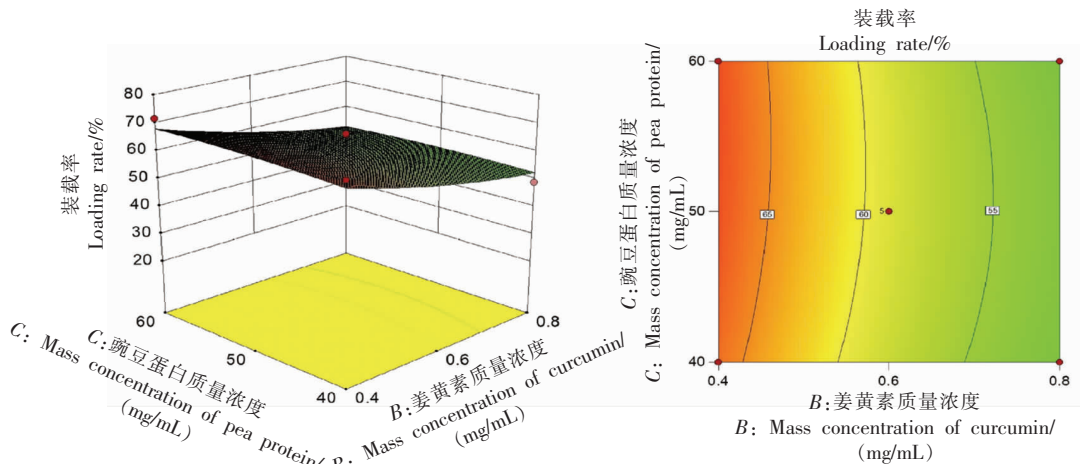 装载率
Loading rate/%
80
70
60
50
40
30
20
60
50
40
0.4
0.6
0.8
C:豌豆蛋白质量浓度
C: Mass concentration of pea protein/
(mg/mL)
B:姜黄素质量浓度
B: Mass concentration of curcumin/
(mg/mL)
装载率
Loading rate/%
C:豌豆蛋白质量浓度
C: Mass concentration of pea protein/
(mg/mL)
60
50
40
65
60
5
55
0.4
0.6
0.8
B:姜黄素质量浓度
B: Mass concentration of curcumin/
(mg/mL)